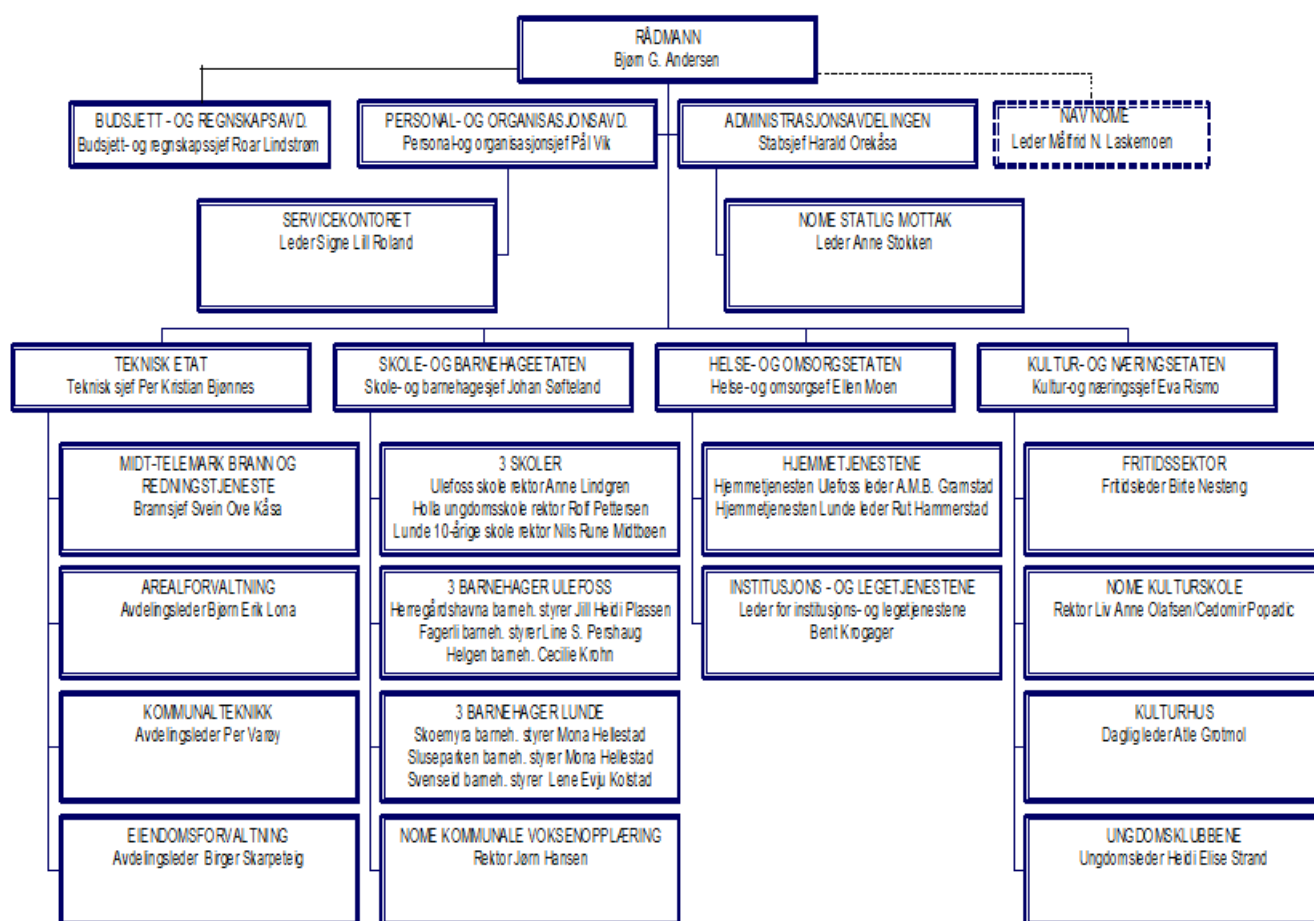 RÅDMANN
Bjørn G. Andersen
BUDSJETT - OG REGNSKAPSAVD.
Budsjett- og regnskapssjef Roar Lindstrøm
PERSONAL- OG ORGANISASJONSAVD.
Personal-og organisasjonsjef Pål Vik
ADMINISTRASJONSAVDELINGEN
Stabsjef Harald Orekåsa
NAV NOME
Leder Målfrid N. Laskemoen
SERVICEKONTORET
Leder Signe Lill Roland
NOME STATLIG MOTTAK
Leder Anne Stokken
TEKNISK ETAT
Teknisk sjef Per Kristian Bjønnes
SKOLE- OG BARNEHAGEETATEN
Skole- og barnehagesjef Johan Søfteland
HELSE- OG OMSORGSETATEN
Helse- og omsorgsef Ellen Moen
KULTUR- OG NÆRINGSETATEN
Kultur-og næringssjef Eva Rismo
MIDT-TELEMARK BRANN OG
REDNINGSTJENESTE
Brannsjef Svein Ove Kåsa
AREALFORVALTNING
Avdelingsleder Bjørn Erik Lona
KOMMUNALTEKNIKK
Avdelingsleder Per Varøy
EIENDOMSFORVALTNING
Avdelingsleder Birger Skarpeteig
3 SKOLER
Ulefoss skole rektor Anne Lindgren
Holla ungdomsskole rektor Rolf Pettersen
Lunde 10-årige skole rektor Nils Rune Midtbøen
3 BARNEHAGER ULEFOSS
Herregårdshavna barneh. styrer Jill Heidi Plassen
Fagerli barneh. styrer Line S. Pershaug
Helgen barneh. Cecilie Krohn
3 BARNEHAGER LUNDE
Skoemyra barneh. styrer Mona Hellestad
Sluseparken barneh. styrer Mona Hellestad
Svenseid barneh. styrer Lene Evju Kolstad
NOME KOMMUNALE VOKSENOPPLÆRING
Rektor Jørn Hansen
HJEMMETJENESTENE
Hjemmetjenesten Ulefoss leder A.M.B. Gramstad
Hjemmetjenesten Lunde leder Rut Hammerstad
INSTITUSJONS - OG LEGETJENESTENE
Leder for institusjons- og legetjenestene
Bent Krogager
FRITIDSSEKTOR
Fritidsleder Birte Nesteng
NOME KULTURSKOLE
Rektor Liv Anne Olafsen/Cedomir Popadic
KULTURHUS
Daglig leder Atle Grotmol
UNGDOMSKLUBBENE
Ungdomsleder Heidi Elise Strand